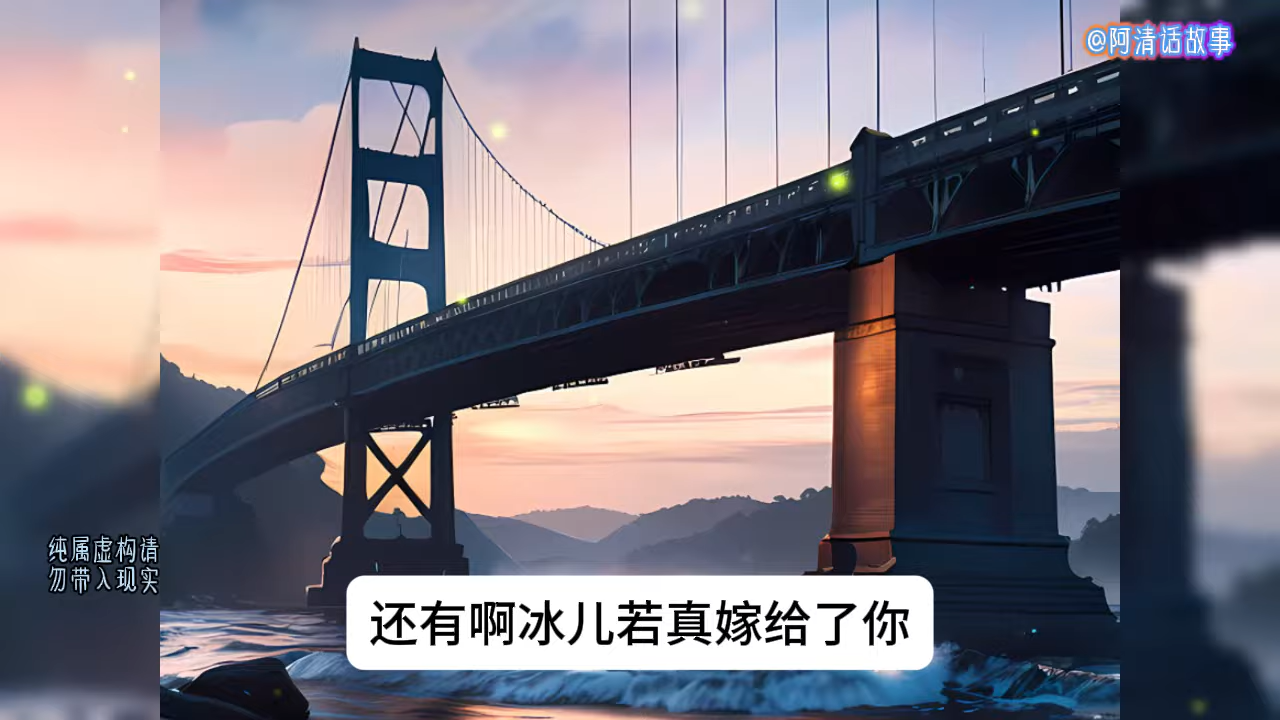 @阿清话故事
纯属虚构请
勿带入现实
还有啊冰儿若真嫁给了你